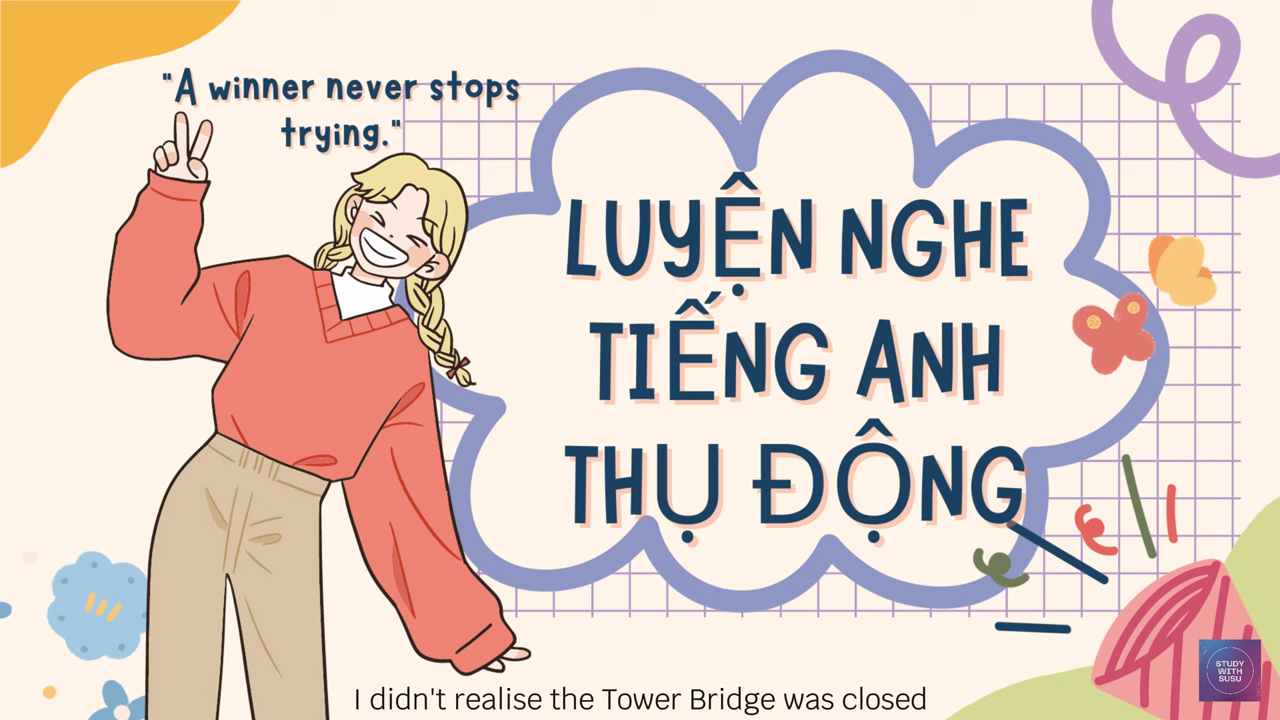 "A winner never stops
trying."
LUYỆN NGHE
TIẾNG ANH
THỤ ĐỘNG
STUDY
WITH
SUSU
I didn't realise the Tower Bridge was closed